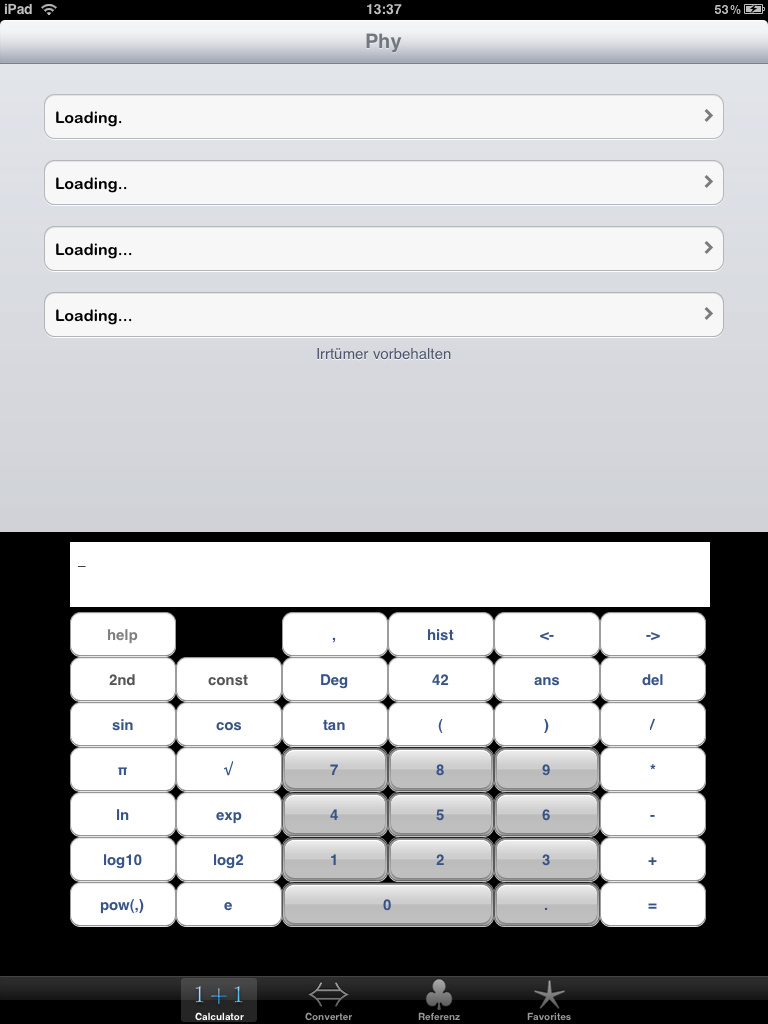 iPad 13:37 53%
Phy
Loading.
Loading..
Loading...
Loading...
Irrtümer vorbehalten
_
help , hist <- ->
2nd const Deg 42 ans del
sin cos tan ( ) /
π √ 7 8 9 *
ln exp 4 5 6 -
log10 log2 1 2 3 +
pow(,) e 0 . =
1+1
Calculator Converter Referenz Favorites